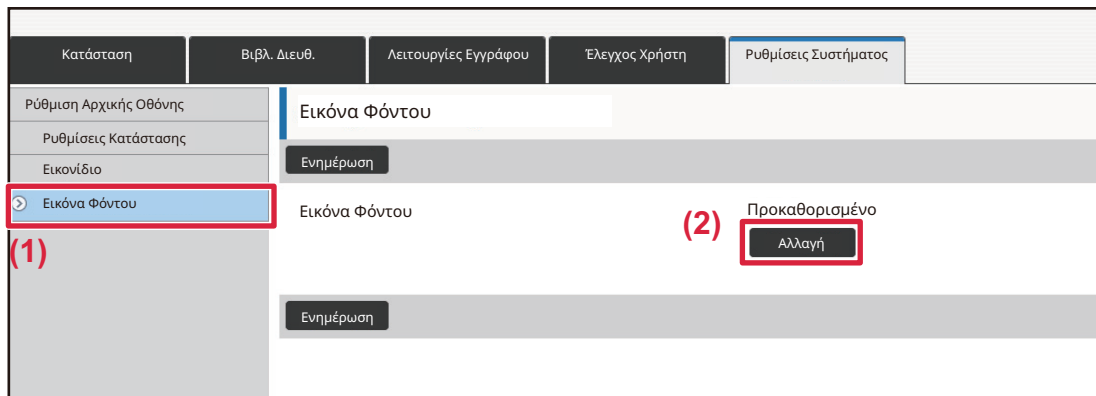 Κατάσταση
Βιβλ. Διευθ.
Λειτουργίες Εγγράφου
Έλεγχος Χρήστη
Ρυθμίσεις Συστήματος
Ρύθμιση Αρχικής Οθόνης
Ρυθμίσεις Κατάστασης
Εικονίδιο
Εικόνα Φόντου
(1)
Εικόνα Φόντου
Ενημέρωση
Εικόνα Φόντου
Προκαθορισμένο
(2)
Αλλαγή
Ενημέρωση